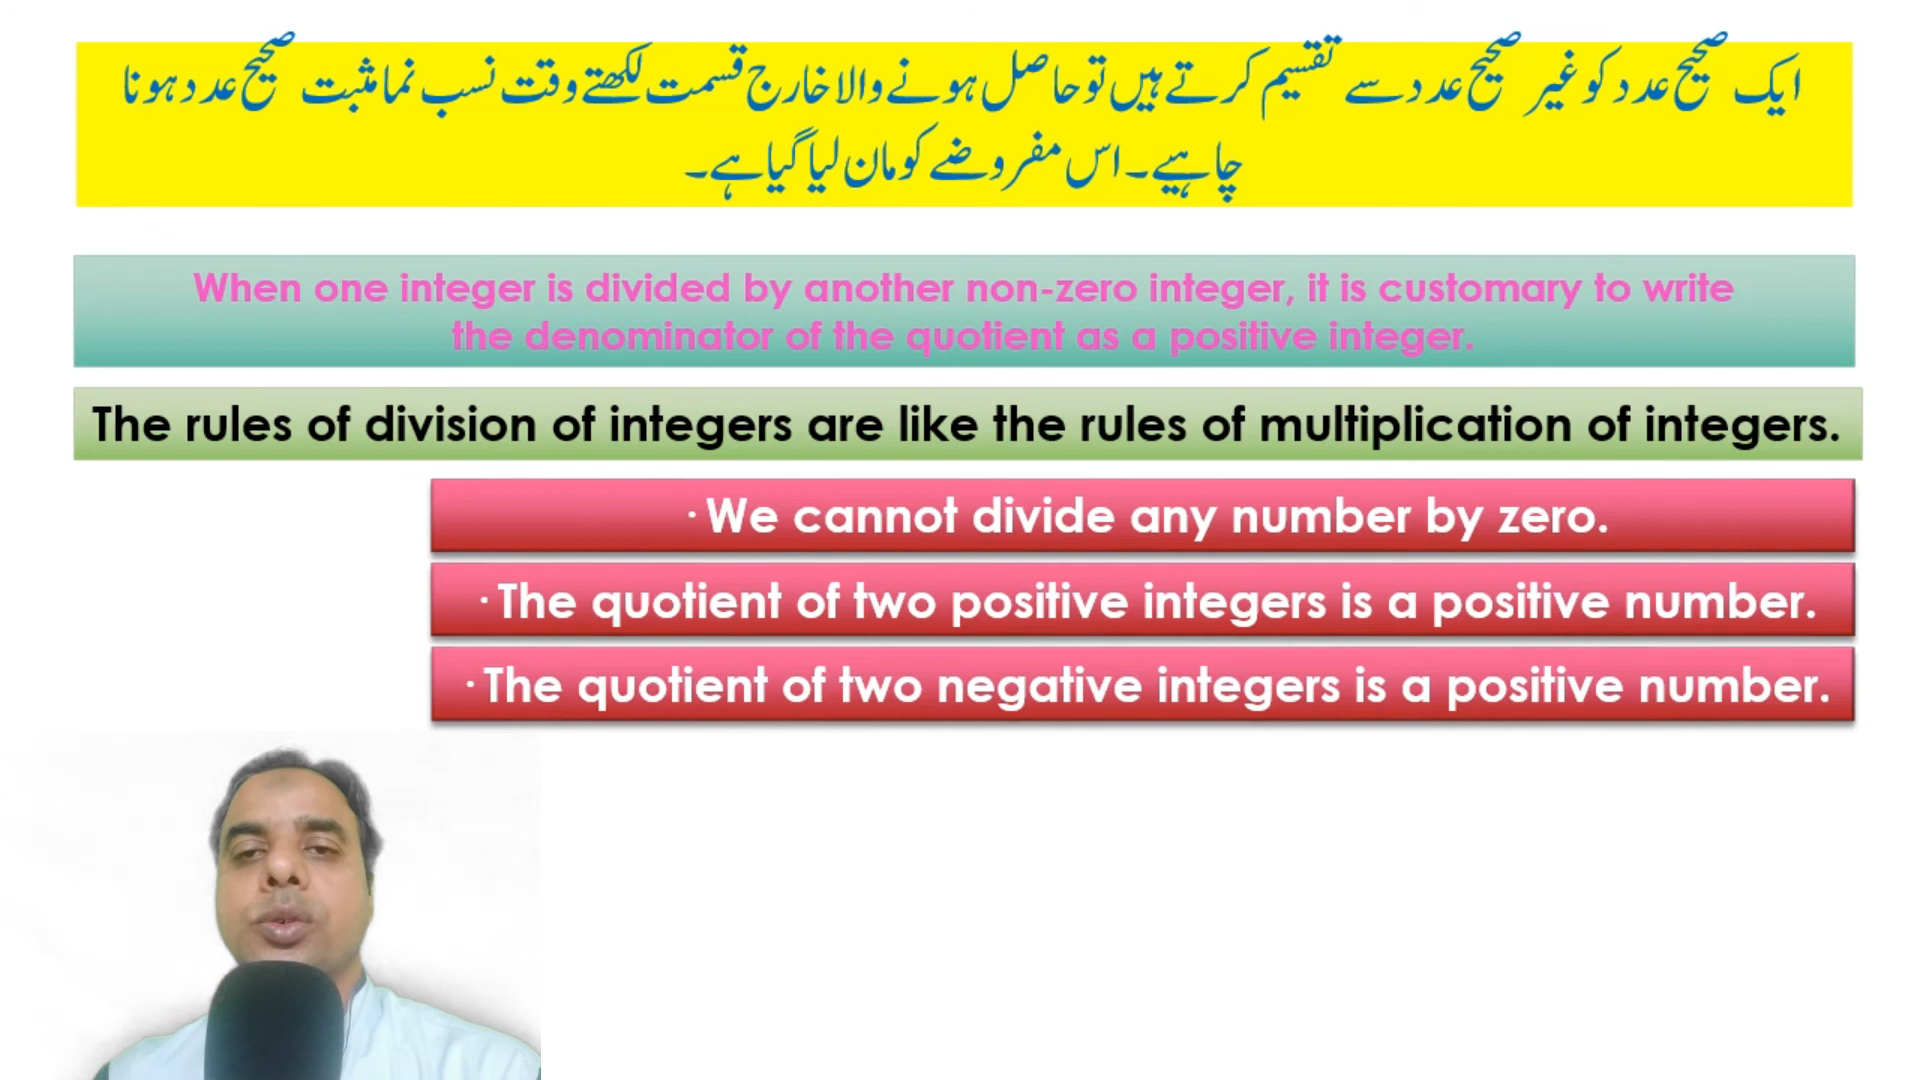 ایک صحیح عدد کو غیر صحیح عدد سے تقسیم کرتے ہیں تو حاصل ہونے والا خارج قسمت لکھتے وقت نسب نما مثبت صحیح عدد ہونا
چاہیے۔ اس مفروضے کو مان لیا گیا ہے۔
When one integer is divided by another non-zero integer, it is customary to write
the denominator of the quotient as a positive integer.
The rules of division of integers are like the rules of multiplication of integers.
· We cannot divide any number by zero.
· The quotient of two positive integers is a positive number.
· The quotient of two negative integers is a positive number.